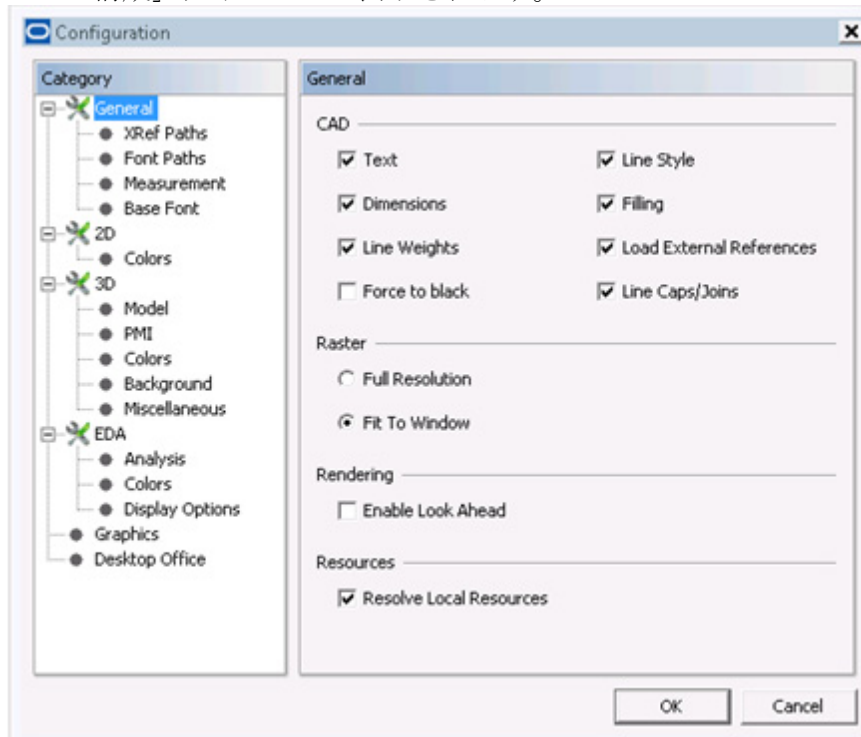 Configuration
Category
General
XRef Paths
Font Paths
Measurement
Base Font
2D
Colors
3D
Model
PMI
Colors
Background
Miscellaneous
EDA
Analysis
Colors
Display Options
Graphics
Desktop Office
General
CAD
Text
Line Style
Dimensions
Filling
Line Weights
Load External References
Force to black
Line Caps/Joins
Raster
Full Resolution
Fit To Window
Rendering
Enable Look Ahead
Resources
Resolve Local Resources
OK
Cancel